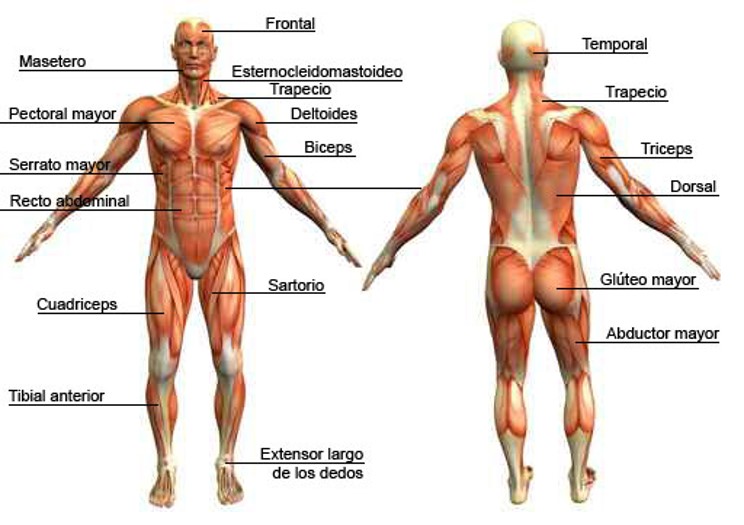 Frontal
Masetero
Esternocleidomastoideo
Trapecio
Pectoral mayor
Deltoides
Biceps
Serrato mayor
Recto abdominal
Sartorio
Cuadriceps
Tibial anterior
Extensor largo
de los dedos
Temporal
Trapecio
Triceps
Dorsal
Glúteo mayor
Abductor mayor